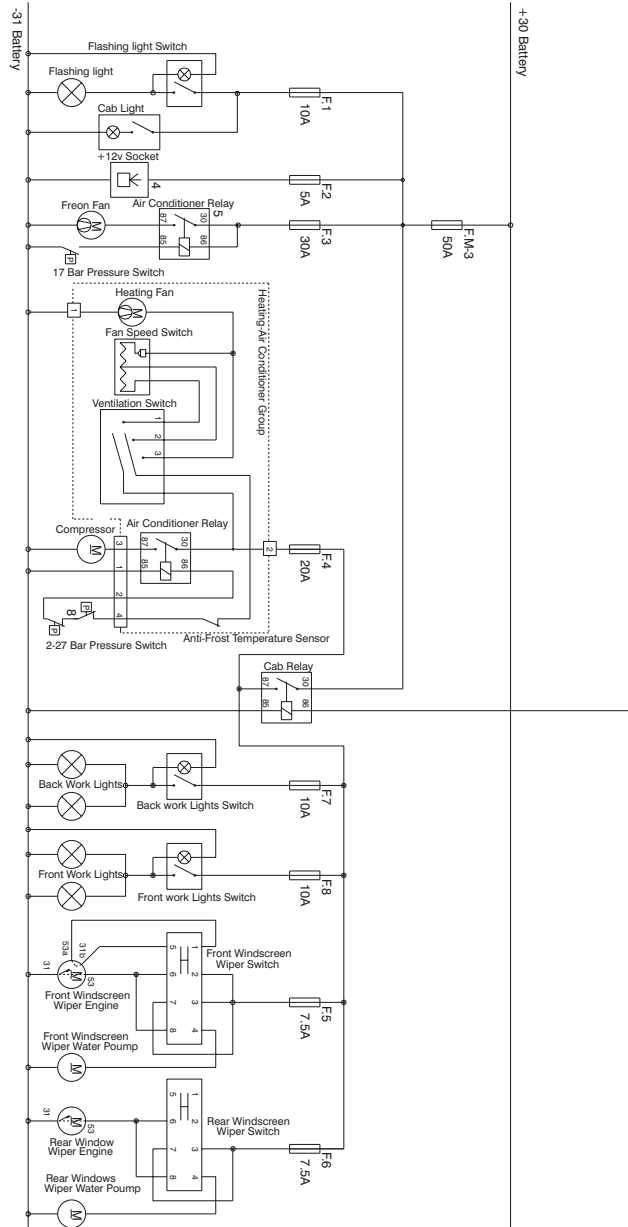 -31 Battery
+30 Battery
Flashing light Switch
Flashing light
F.1
10A
Cab Light
+12v Socket
4
F.2
5A
Freon Fan
Air Conditioner Relay
5
M
87
30
85
86
F.3
30A
F.M-3
50A
P
17 Bar Pressure Switch
Heating Fan
Heating-Air Conditioner Group
1
M
Fan Speed Switch
Ventilation Switch
1
2
3
Compressor
Air Conditioner Relay
M
3
87
30
2
F.4
20A
1
85
86
2
P
8
4
P
Anti-Frost Temperature Sensor
2-27 Bar Pressure Switch
Cab Relay
87
30
85
86
Back Work Lights
F.7
10A
Back work Lights Switch
Front Work Lights
F.8
10A
Front work Lights Switch
53a
31b
5
1
Front Windscreen
Wiper Switch
31
M
53
6
2
Front Windscreen
Wiper Engine
7
3
F.5
7.5A
8
4
Front Windscreen
Wiper Water Pump
M
5
1
31
M
53
6
2
Rear Windscreen
Wiper Switch
Rear Window
Wiper Engine
7
3
F.6
7.5A
8
4
Rear Windows
Wiper Water Pump
M